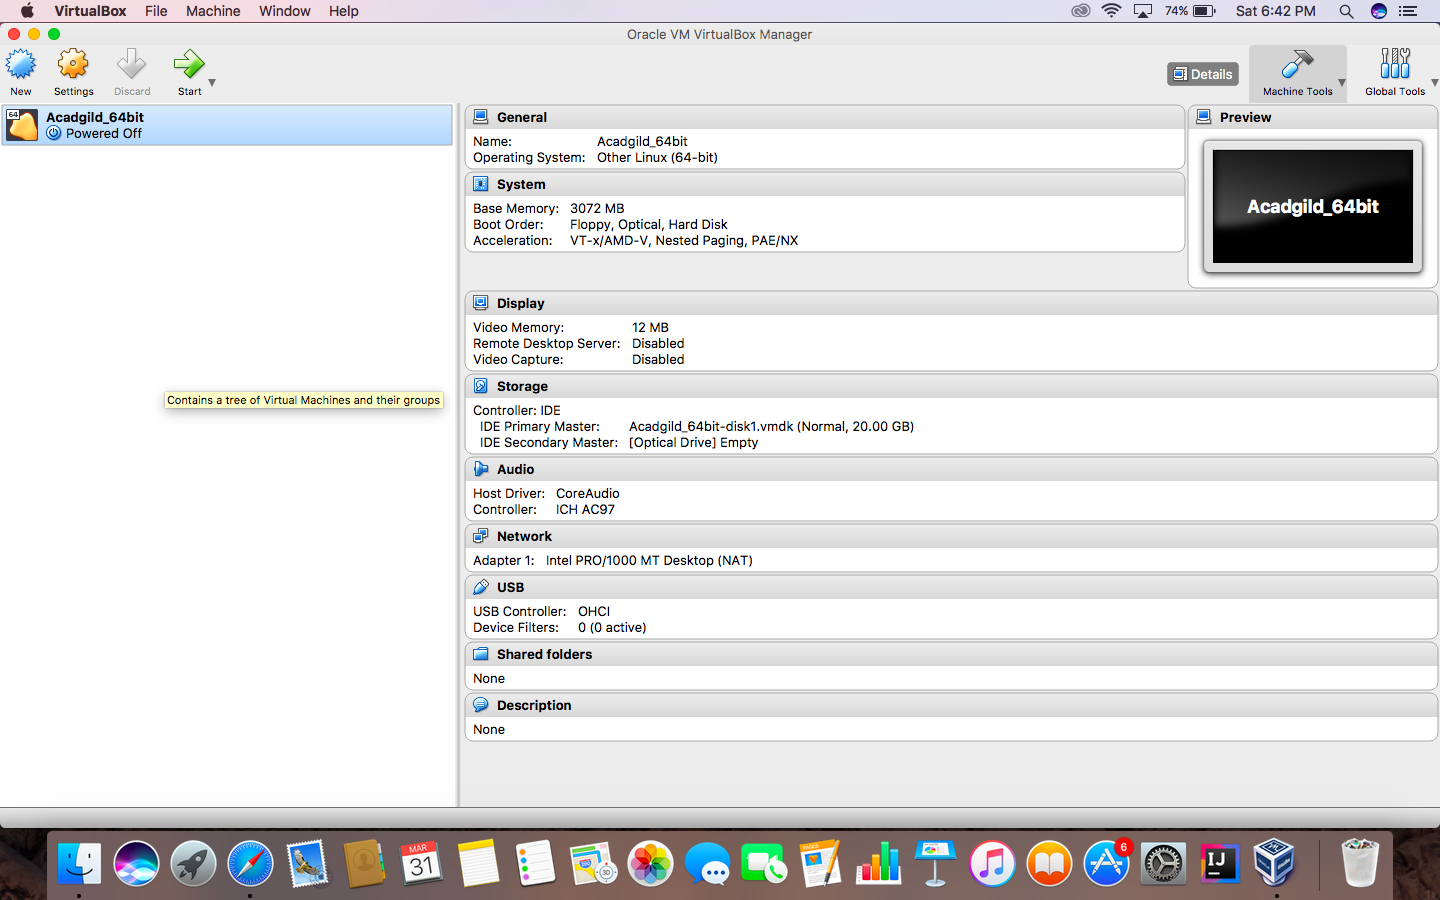 VirtualBox File Machine Window Help 74% Sat 6:42 PM
Oracle VM VirtualBox Manager
New Settings Discard Start Details Machine Tools Global Tools
64
Acadgild_64bit
Powered Off
Contains a tree of Virtual Machines and their groups
General
Name: Acadgild_64bit
Operating System: Other Linux (64-bit)
System
Base Memory: 3072 MB
Boot Order: Floppy, Optical, Hard Disk
Acceleration: VT-x/AMD-V, Nested Paging, PAE/NX
Preview
Acadgild_64bit
Display
Video Memory: 12 MB
Remote Desktop Server: Disabled
Video Capture: Disabled
Storage
Controller: IDE
IDE Primary Master: Acadgild_64bit-disk1.vmdk (Normal, 20.00 GB)
IDE Secondary Master: [Optical Drive] Empty
Audio
Host Driver: CoreAudio
Controller: ICH AC97
Network
Adapter 1: Intel PRO/1000 MT Desktop (NAT)
USB
USB Controller: OHCI
Device Filters: 0 (0 active)
Shared folders
None
Description
None
MAR
31
3D
6
IJ